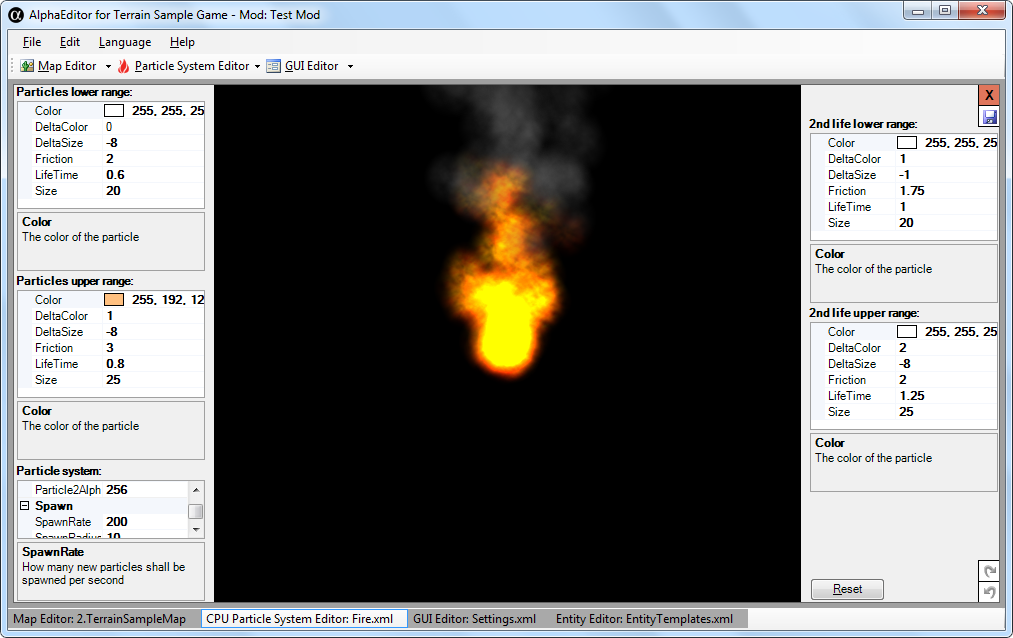 AlphaEditor for Terrain Sample Game - Mod: Test Mod
File Edit Language Help
Map Editor Particle System Editor GUI Editor
Particles lower range:
Color 255, 255, 25
DeltaColor 0
DeltaSize -8
Friction 2
LifeTime 0.6
Size 20
Color
The color of the particle
Particles upper range:
Color 255, 192, 12
DeltaColor 1
DeltaSize -8
Friction 3
LifeTime 0.8
Size 25
Color
The color of the particle
Particle system:
Particle2Alph 256
Spawn
SpawnRate 200
SpawnRadius 10
SpawnRate
How many new particles shall be
spawned per second
X
2nd life lower range:
Color 255, 255, 25
DeltaColor 1
DeltaSize -1
Friction 1.75
LifeTime 1
Size 20
Color
The color of the particle
2nd life upper range:
Color 255, 255, 25
DeltaColor 2
DeltaSize -8
Friction 2
LifeTime 1.25
Size 25
Color
The color of the particle
Reset
Map Editor: 2.TerrainSampleMap CPU Particle System Editor: Fire.xml GUI Editor: Settings.xml Entity Editor: EntityTemplates.xml